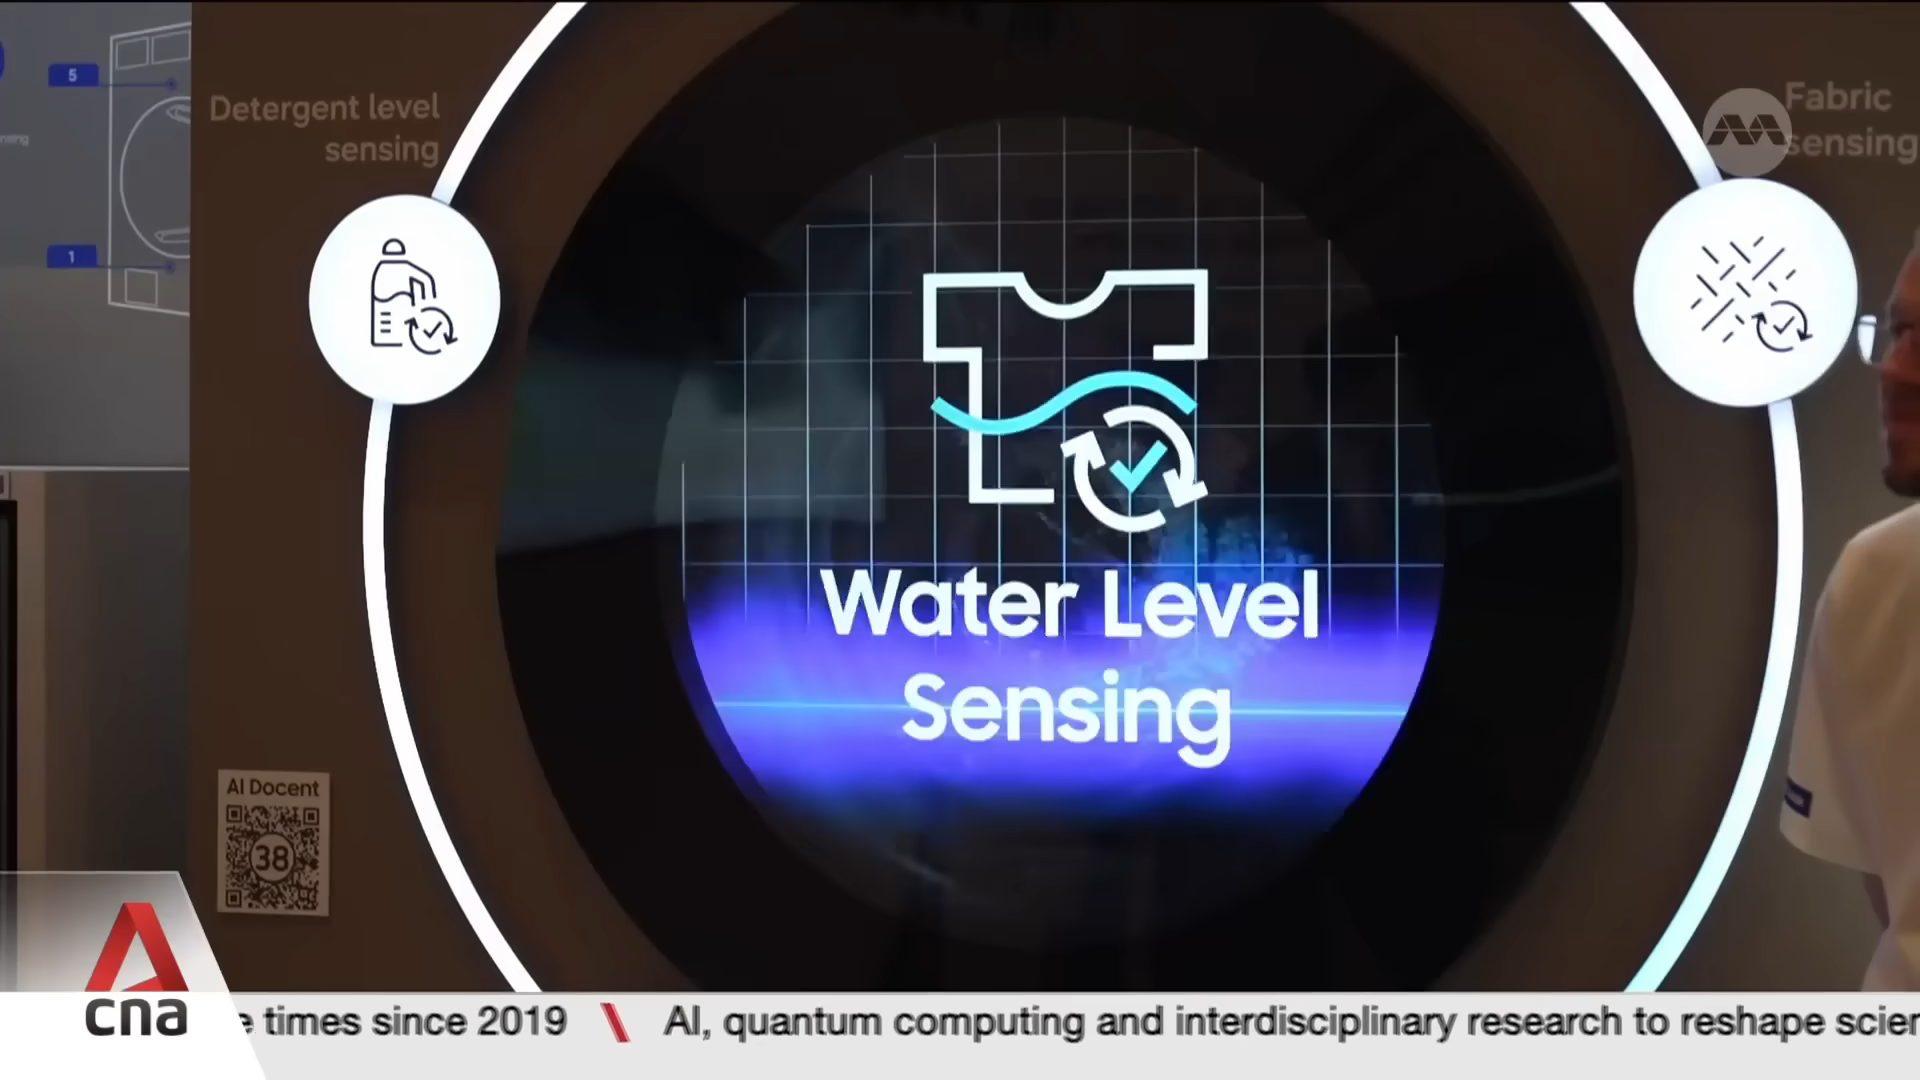 5
1
Detergent level
sensing
Fabric
sensing
Water Level
Sensing
AI Docent
38
cna
times since 2019
AI, quantum computing and interdisciplinary research to reshape